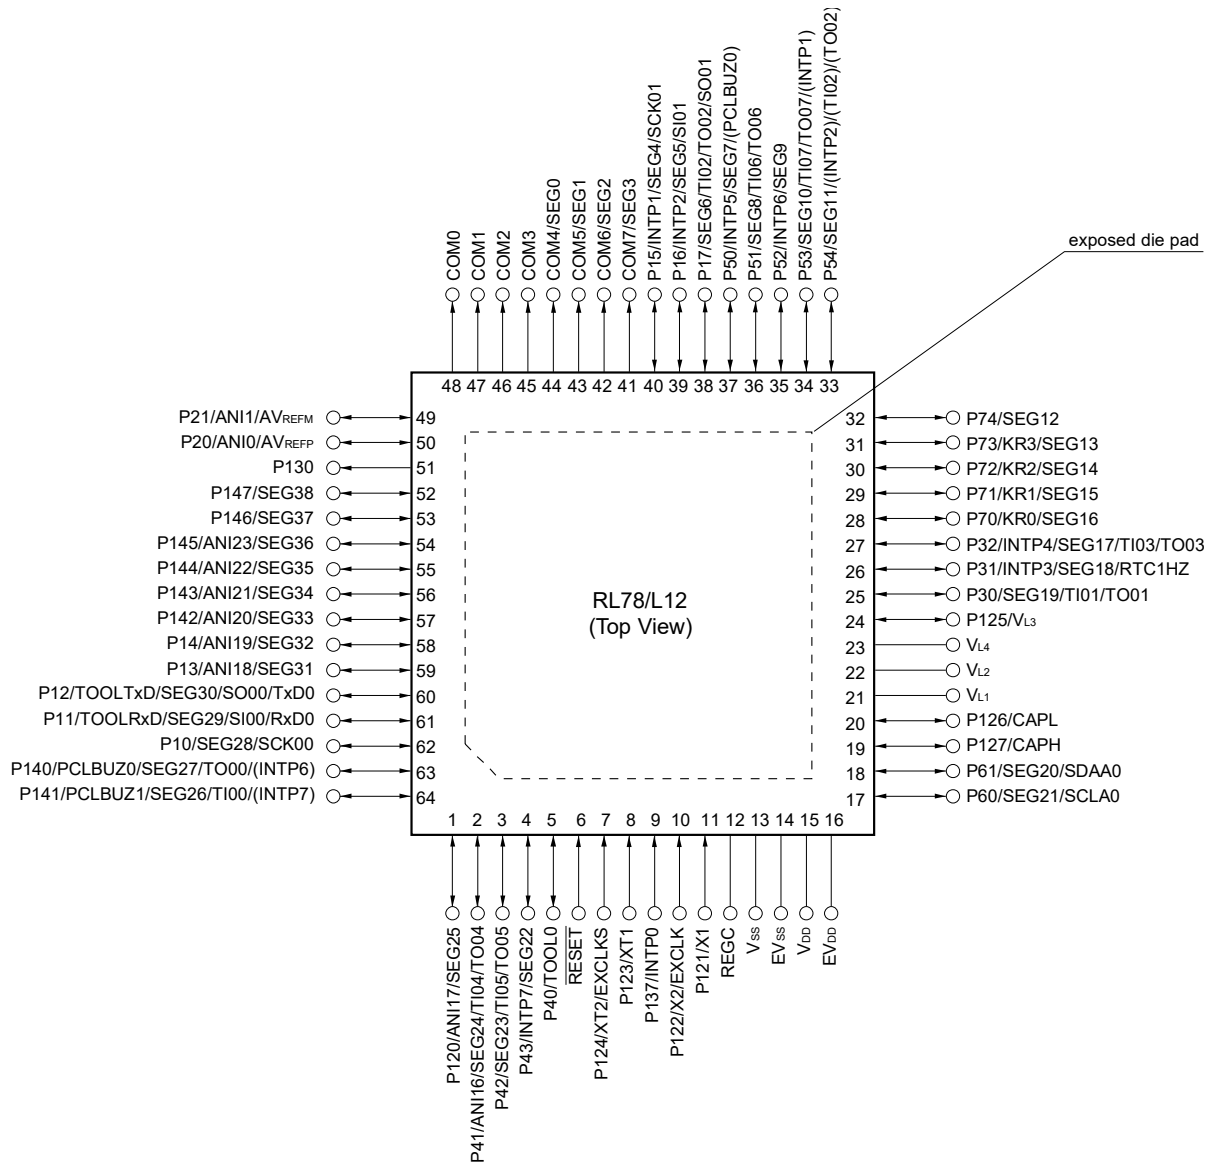 COM0
COM1
COM2
COM3
COM4/SEG0
COM5/SEG1
COM6/SEG2
COM7/SEG3
P15/INTP1/SEG4/SCK01
P16/INTP2/SEG5/SI01
P17/SEG6/TI02/TO02/SO01
P50/INTP5/SEG7/(PCLBUZ0)
P51/SEG8/TI06/TO06
P52/INTP6/SEG9
P53/SEG10/TI07/TO07/(INTP1)
P54/SEG11/(INTP2)/(TI02)/(TO02)
exposed die pad
48 47 46 45 44 43 42 41 40 39 38 37 36 35 34 33
P21/ANI1/AVREFM 49
P20/ANI0/AVREFP 50
P130 51
P147/SEG38 52
P146/SEG37 53
P145/ANI23/SEG36 54
P144/ANI22/SEG35 55
P143/ANI21/SEG34 56
P142/ANI20/SEG33 57
P14/ANI19/SEG32 58
P13/ANI18/SEG31 59
P12/TOOLTxD/SEG30/SO00/TxD0 60
P11/TOOLRxD/SEG29/SI00/RxD0 61
P10/SEG28/SCK00 62
P140/PCLBUZ0/SEG27/TO00/(INTP6) 63
P141/PCLBUZ1/SEG26/TI00/(INTP7) 64
RL78/L12
(Top View)
32 P74/SEG12
31 P73/KR3/SEG13
30 P72/KR2/SEG14
29 P71/KR1/SEG15
28 P70/KR0/SEG16
27 P32/INTP4/SEG17/TI03/TO03
26 P31/INTP3/SEG18/RTC1HZ
25 P30/SEG19/TI01/TO01
24 P125/VL3
23 VL4
22 VL2
21 VL1
20 P126/CAPL
19 P127/CAPH
18 P61/SEG20/SDAA0
17 P60/SEG21/SCLA0
1 2 3 4 5 6 7 8 9 10 11 12 13 14 15 16
P120/ANI17/SEG25
P41/ANI16/SEG24/TI04/TO04
P42/SEG23/TI05/TO05
P43/INTP7/SEG22
P40/TOOL0
RESET
P124/XT2/EXCLKS
P123/XT1
P137/INTP0
P122/X2/EXCLK
P121/X1
REGC
VSS
EVSS
VDD
EVDD